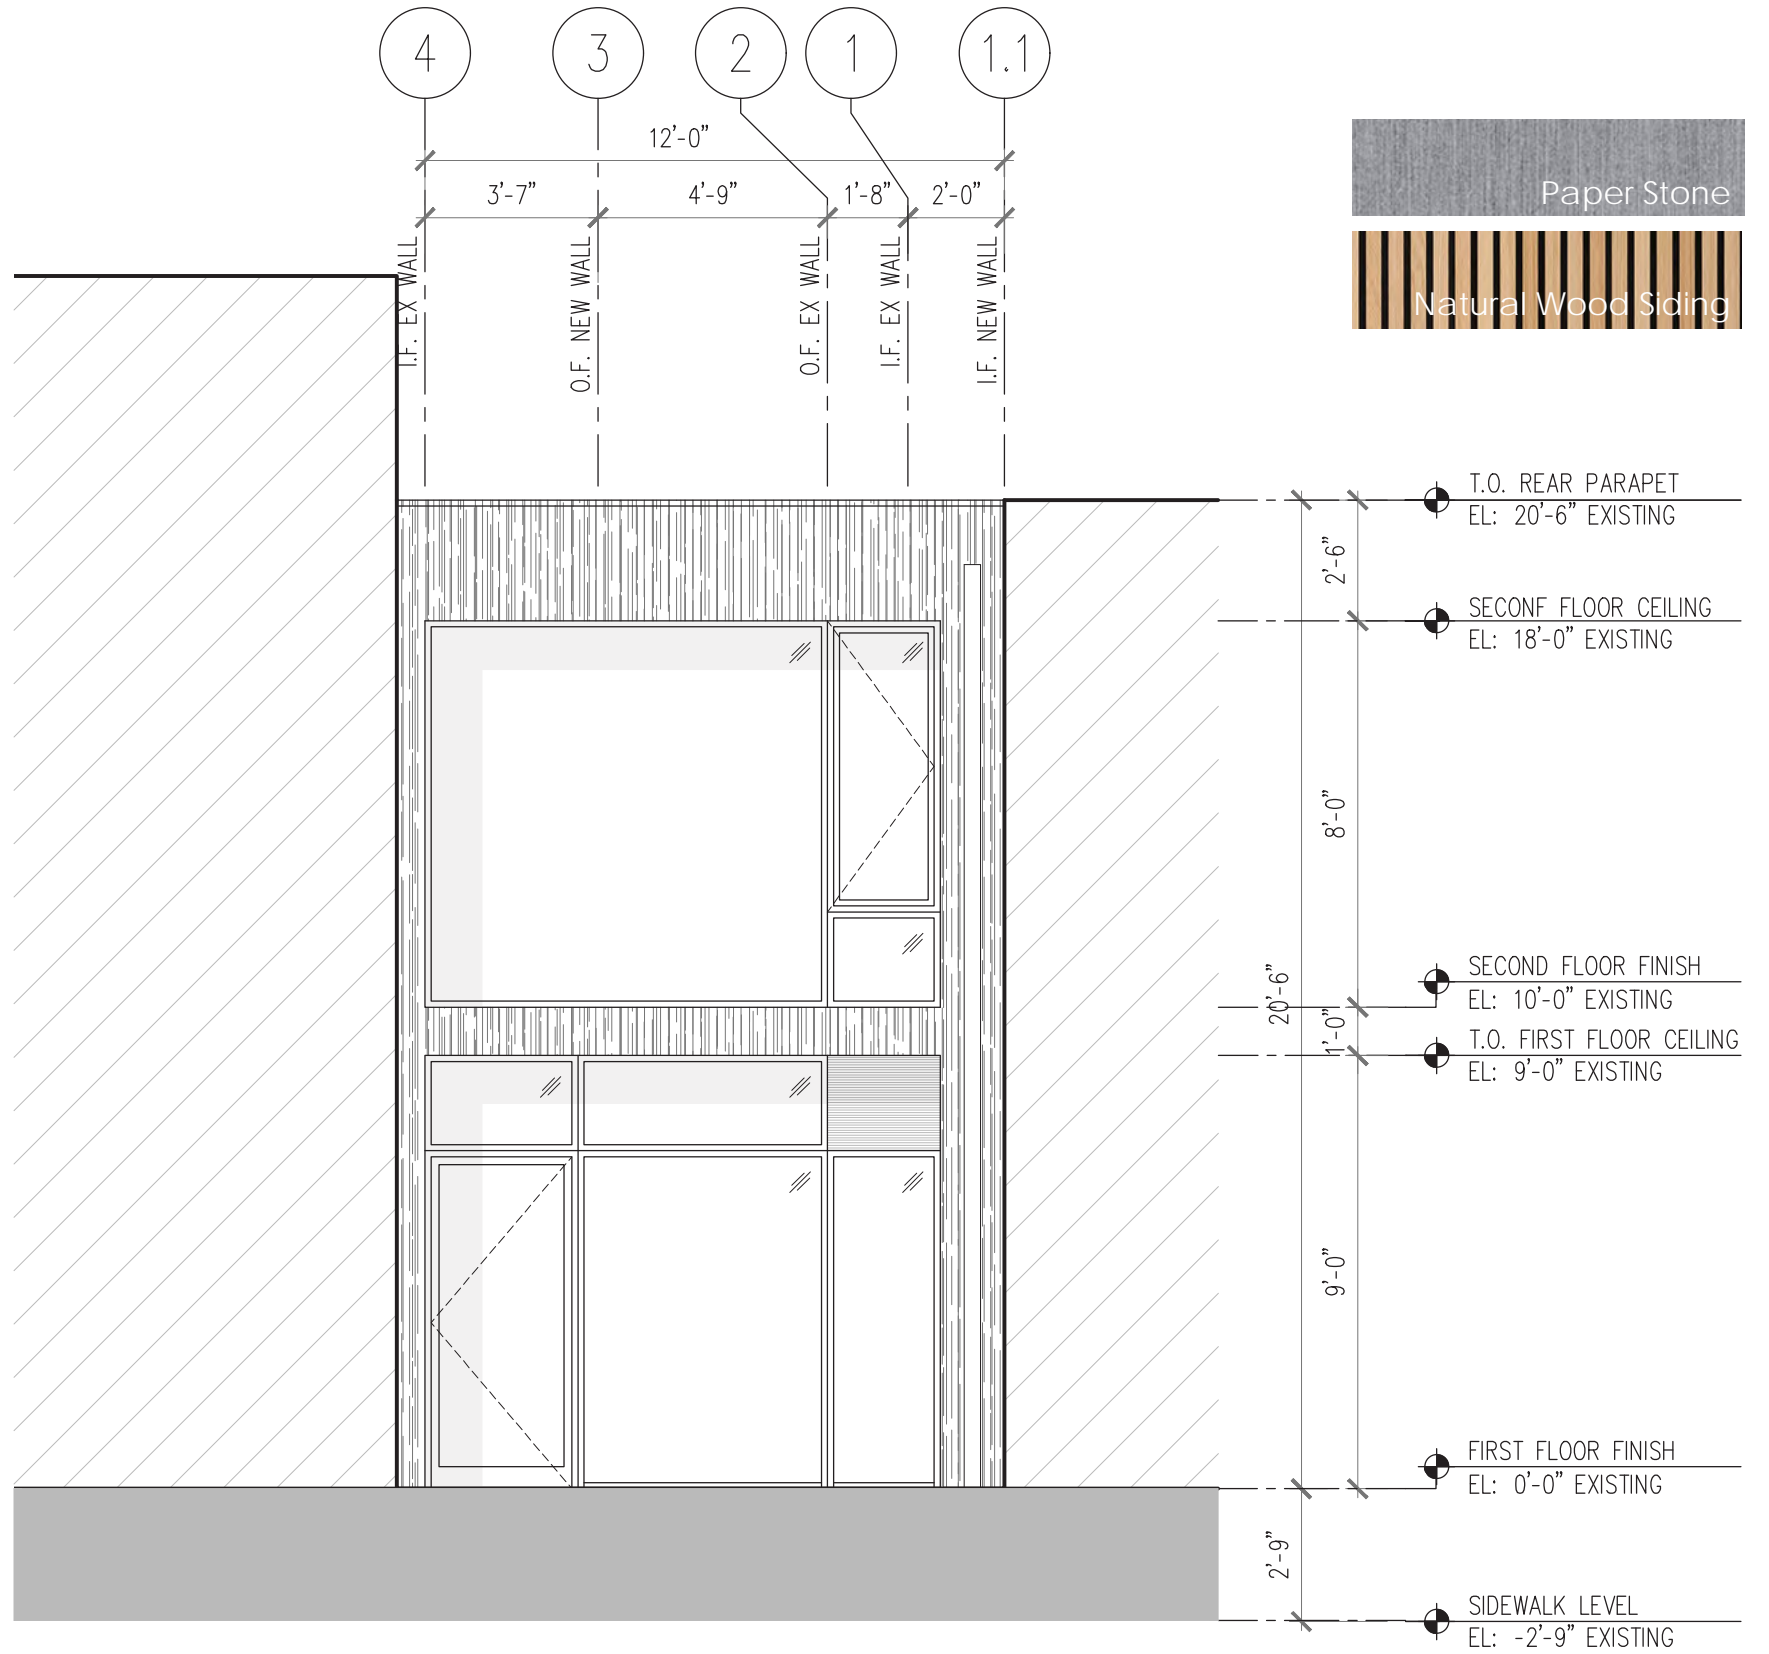 4
3
2
1
1.1
12'-0"
3'-7"
4'-9"
1'-8"
2'-0"
I.F. EX WALL
O.F. NEW WALL
O.F. EX WALL
I.F. EX WALL
I.F. NEW WALL
Paper Stone
Natural Wood Siding
T.O. REAR PARAPET
EL: 20'-6" EXISTING
2'-6"
SECONF FLOOR CEILING
EL: 18'-0" EXISTING
8'-0"
SECOND FLOOR FINISH
EL: 10'-0" EXISTING
20'-6"
1'-0"
T.O. FIRST FLOOR CEILING
EL: 9'-0" EXISTING
9'-0"
FIRST FLOOR FINISH
EL: 0'-0" EXISTING
2'-9"
SIDEWALK LEVEL
EL: -2'-9" EXISTING